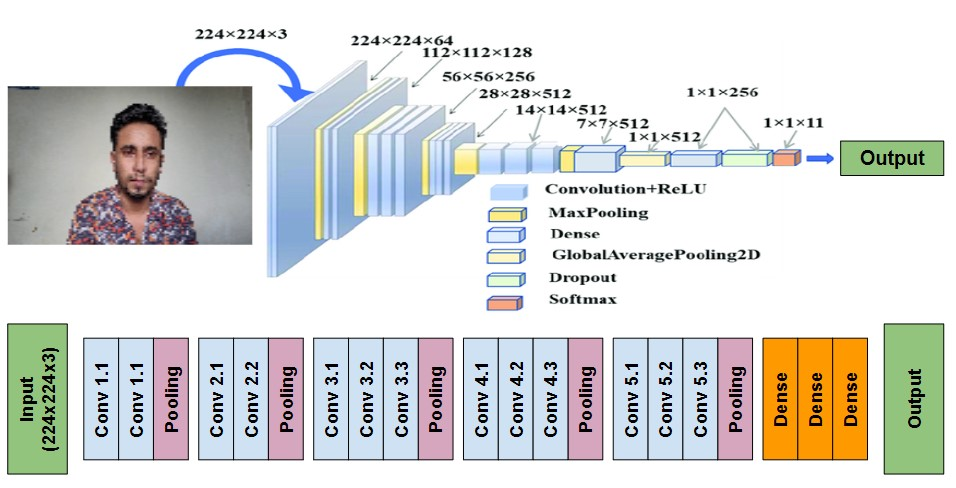 224×224×3
224×224×64
112×112×128
56×56×256
28×28×512
14×14×512
7×7×512
1×1×512
1×1×256
1×1×11
Output
Convolution+ReLU
MaxPooling
Dense
GlobalAveragePooling2D
Dropout
Softmax
Input
(224x224x3)
Conv 1.1
Conv 1.1
Pooling
Conv 2.1
Conv 2.2
Pooling
Conv 3.1
Conv 3.2
Conv 3.3
Pooling
Conv 4.1
Conv 4.2
Conv 4.3
Pooling
Conv 5.1
Conv 5.2
Conv 5.3
Pooling
Dense
Dense
Dense
Output